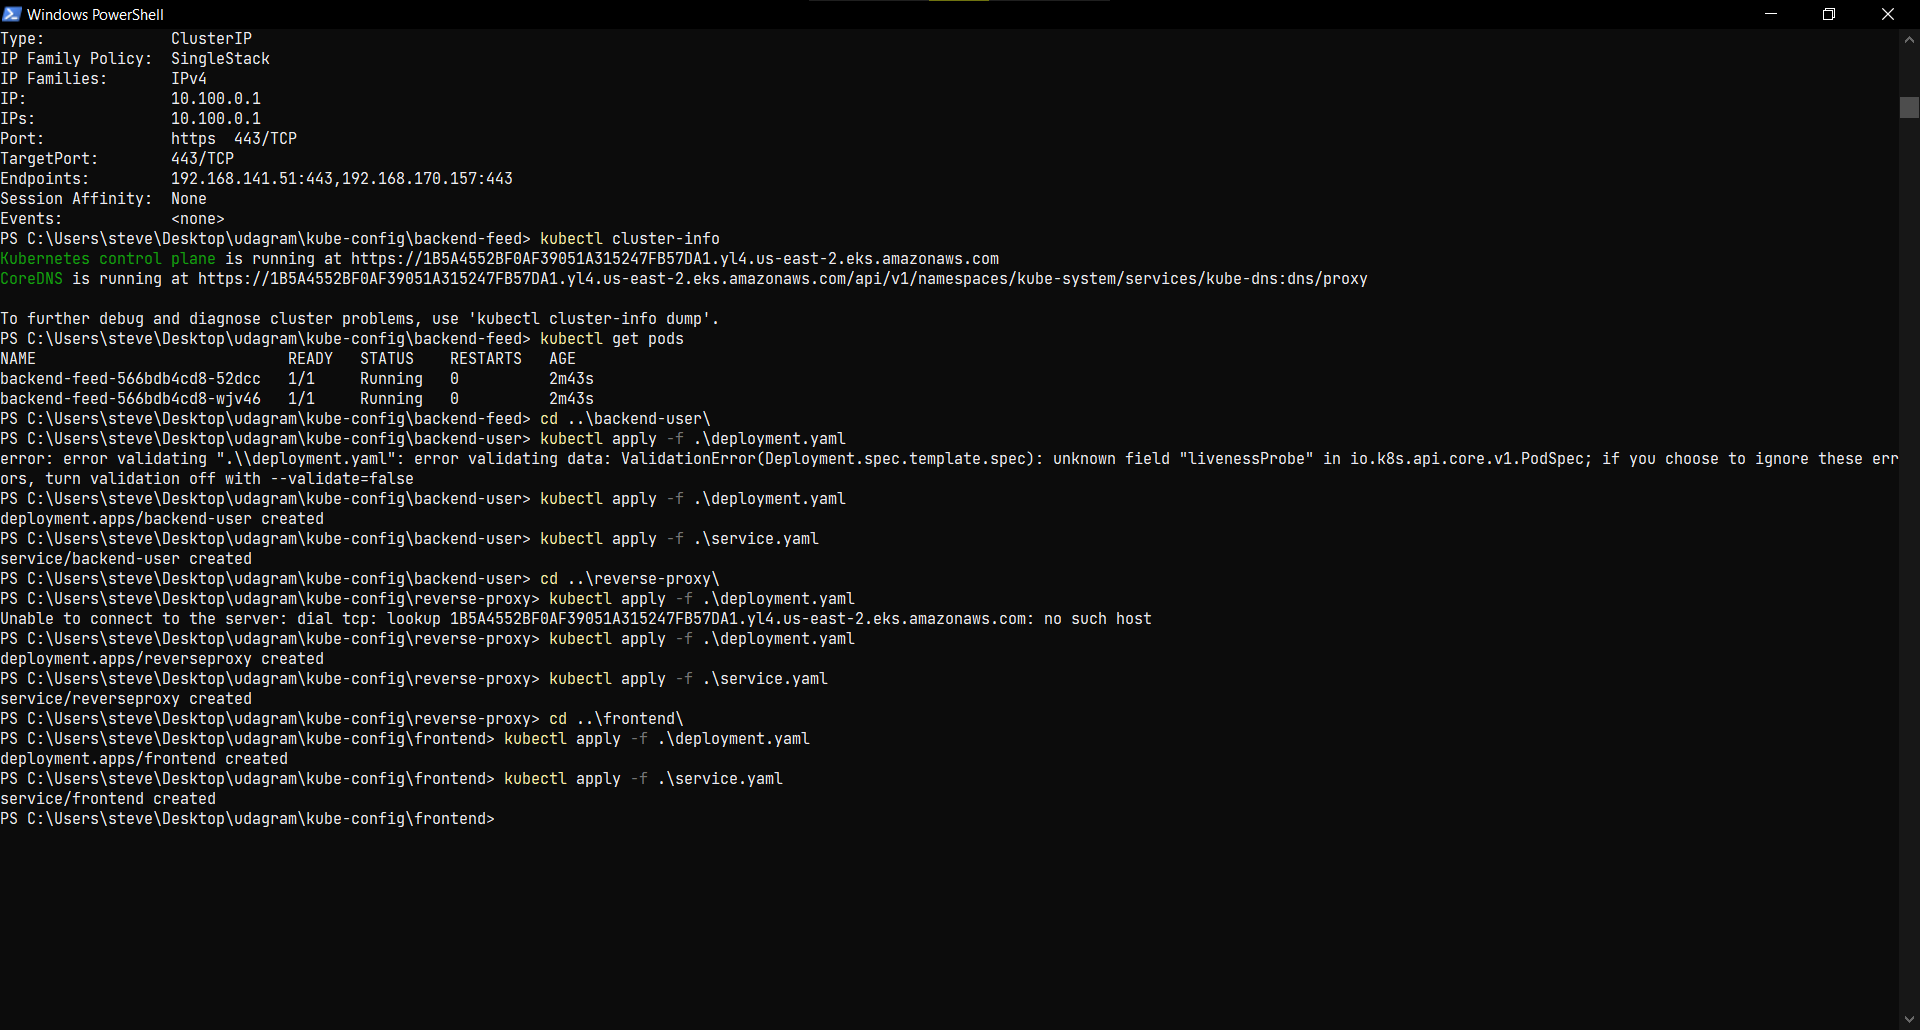 Windows PowerShell
Type:              ClusterIP
IP Family Policy:  SingleStack
IP Families:       IPv4
IP:                10.100.0.1
IPs:               10.100.0.1
Port:              https  443/TCP
TargetPort:        443/TCP
Endpoints:         192.168.141.51:443,192.168.170.157:443
Session Affinity:  None
Events:            <none>
PS C:\Users\steve\Desktop\udagram\kube-config\backend-feed> kubectl cluster-info
Kubernetes control plane is running at https://1B5A4552BF0AF39051A315247FB57DA1.yl4.us-east-2.eks.amazonaws.com
CoreDNS is running at https://1B5A4552BF0AF39051A315247FB57DA1.yl4.us-east-2.eks.amazonaws.com/api/v1/namespaces/kube-system/services/kube-dns:dns/proxy
To further debug and diagnose cluster problems, use 'kubectl cluster-info dump'.
PS C:\Users\steve\Desktop\udagram\kube-config\backend-feed> kubectl get pods
NAME                            READY   STATUS    RESTARTS   AGE
backend-feed-566bdb4cd8-52dcc   1/1     Running   0          2m43s
backend-feed-566bdb4cd8-wjv46   1/1     Running   0          2m43s
PS C:\Users\steve\Desktop\udagram\kube-config\backend-feed> cd ..\backend-user\
PS C:\Users\steve\Desktop\udagram\kube-config\backend-user> kubectl apply -f .\deployment.yaml
error: error validating ".\\deployment.yaml": error validating data: ValidationError(Deployment.spec.template.spec): unknown field "livenessProbe" in io.k8s.api.core.v1.PodSpec; if you choose to ignore these err
ors, turn validation off with --validate=false
PS C:\Users\steve\Desktop\udagram\kube-config\backend-user> kubectl apply -f .\deployment.yaml
deployment.apps/backend-user created
PS C:\Users\steve\Desktop\udagram\kube-config\backend-user> kubectl apply -f .\service.yaml
service/backend-user created
PS C:\Users\steve\Desktop\udagram\kube-config\backend-user> cd ..\reverse-proxy\
PS C:\Users\steve\Desktop\udagram\kube-config\reverse-proxy> kubectl apply -f .\deployment.yaml
Unable to connect to the server: dial tcp: lookup 1B5A4552BF0AF39051A315247FB57DA1.yl4.us-east-2.eks.amazonaws.com: no such host
PS C:\Users\steve\Desktop\udagram\kube-config\reverse-proxy> kubectl apply -f .\deployment.yaml
deployment.apps/reverseproxy created
PS C:\Users\steve\Desktop\udagram\kube-config\reverse-proxy> kubectl apply -f .\service.yaml
service/reverseproxy created
PS C:\Users\steve\Desktop\udagram\kube-config\reverse-proxy> cd ..\frontend\
PS C:\Users\steve\Desktop\udagram\kube-config\frontend> kubectl apply -f .\deployment.yaml
deployment.apps/frontend created
PS C:\Users\steve\Desktop\udagram\kube-config\frontend> kubectl apply -f .\service.yaml
service/frontend created
PS C:\Users\steve\Desktop\udagram\kube-config\frontend>